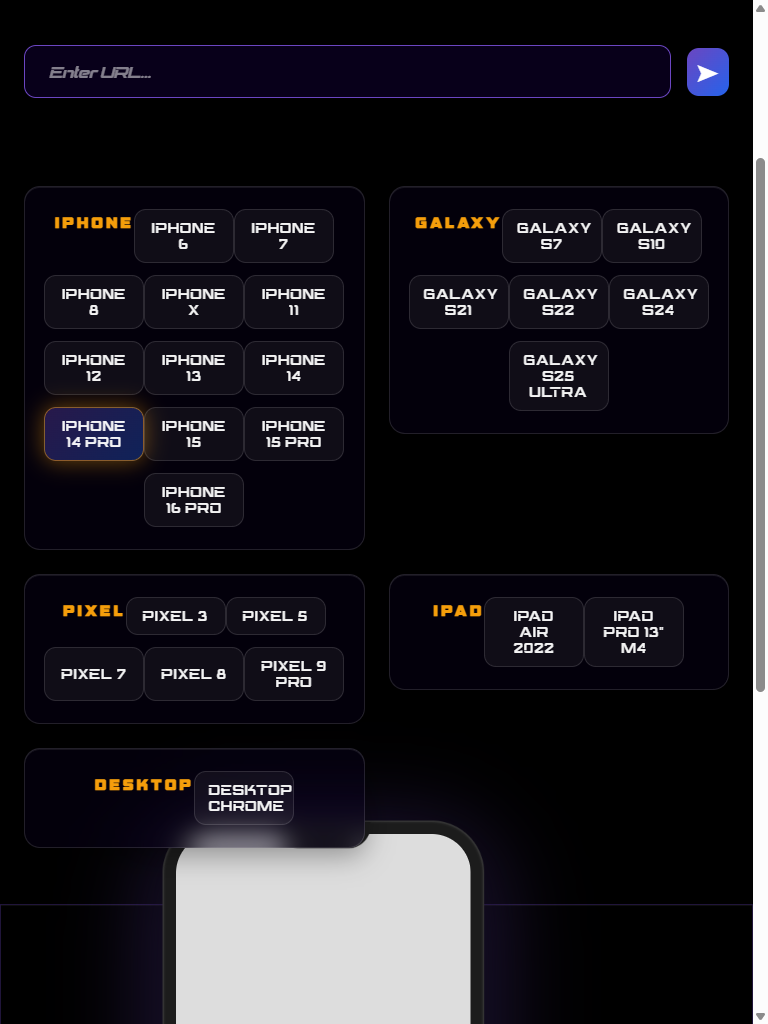 Enter URL...
IPHONE
IPHONE
6
IPHONE
7
IPHONE
8
IPHONE
X
IPHONE
11
IPHONE
12
IPHONE
13
IPHONE
14
IPHONE
14 PRO
IPHONE
15
IPHONE
15 PRO
IPHONE
16 PRO
GALAXY
GALAXY
S7
GALAXY
S10
GALAXY
S21
GALAXY
S22
GALAXY
S24
GALAXY
S25
ULTRA
PIXEL
PIXEL 3
PIXEL 5
PIXEL 7
PIXEL 8
PIXEL 9
PRO
IPAD
IPAD
AIR
2022
IPAD
PRO 13"
M4
DESKTOP
DESKTOP
CHROME